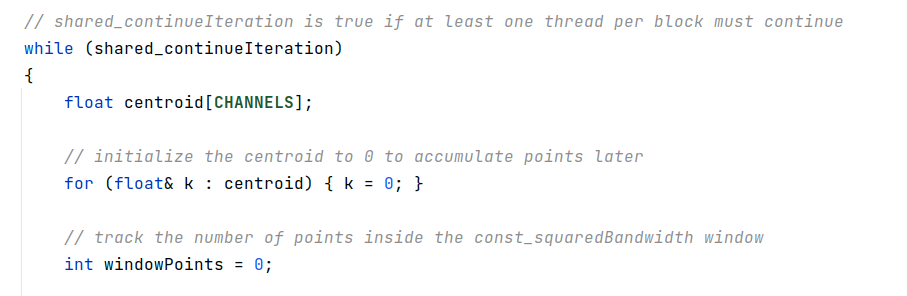 // shared_continueIteration is true if at least one thread per block must continue
while (shared_continueIteration)
{
float centroid[CHANNELS];
// initialize the centroid to 0 to accumulate points later
for (float& k : centroid) { k = 0; }
// track the number of points inside the const_squaredBandwidth window
int windowPoints = 0;